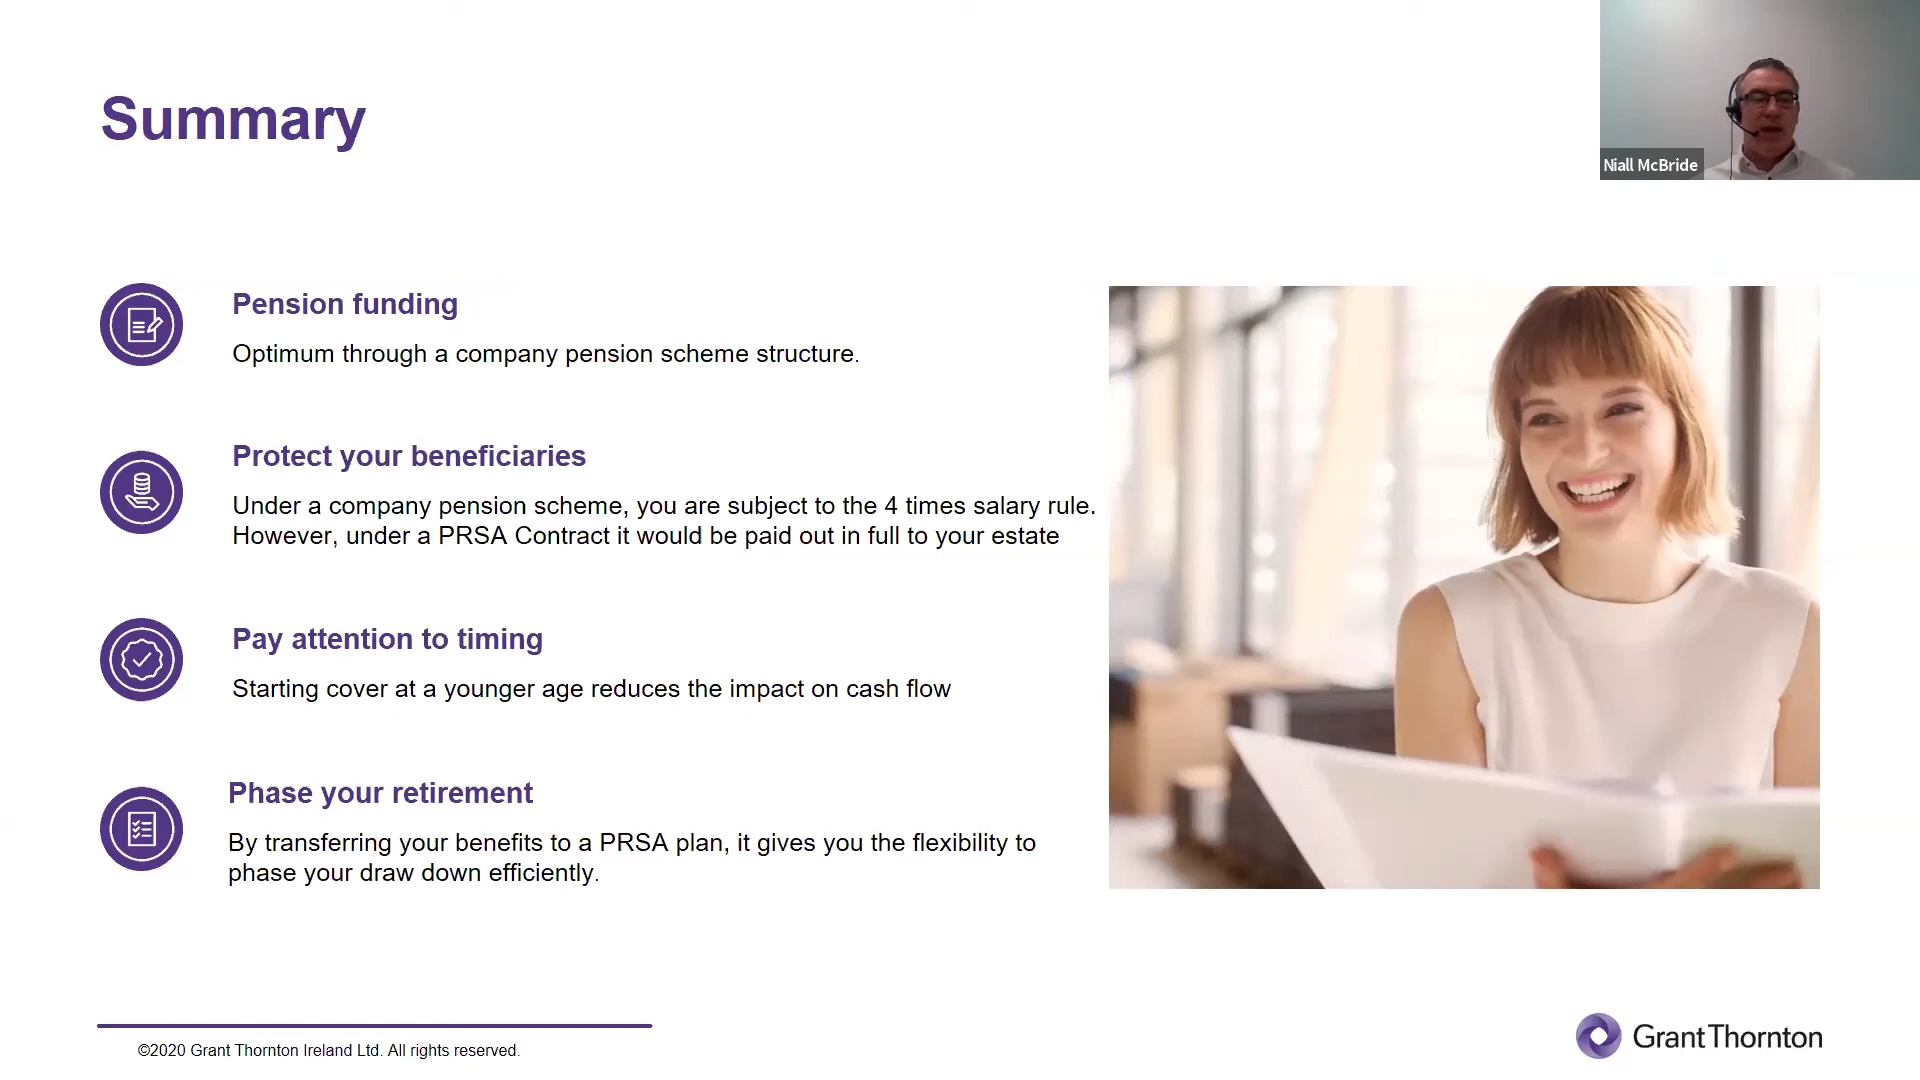 Summary
Niall McBride
Pension funding
Optimum through a company pension scheme structure.
Protect your beneficiaries
Under a company pension scheme, you are subject to the 4 times salary rule.
However, under a PRSA Contract it would be paid out in full to your estate
Pay attention to timing
Starting cover at a younger age reduces the impact on cash flow
Phase your retirement
By transferring your benefits to a PRSA plan, it gives you the flexibility to
phase your draw down efficiently.
©2020 Grant Thornton Ireland Ltd. All rights reserved.
Grant Thornton